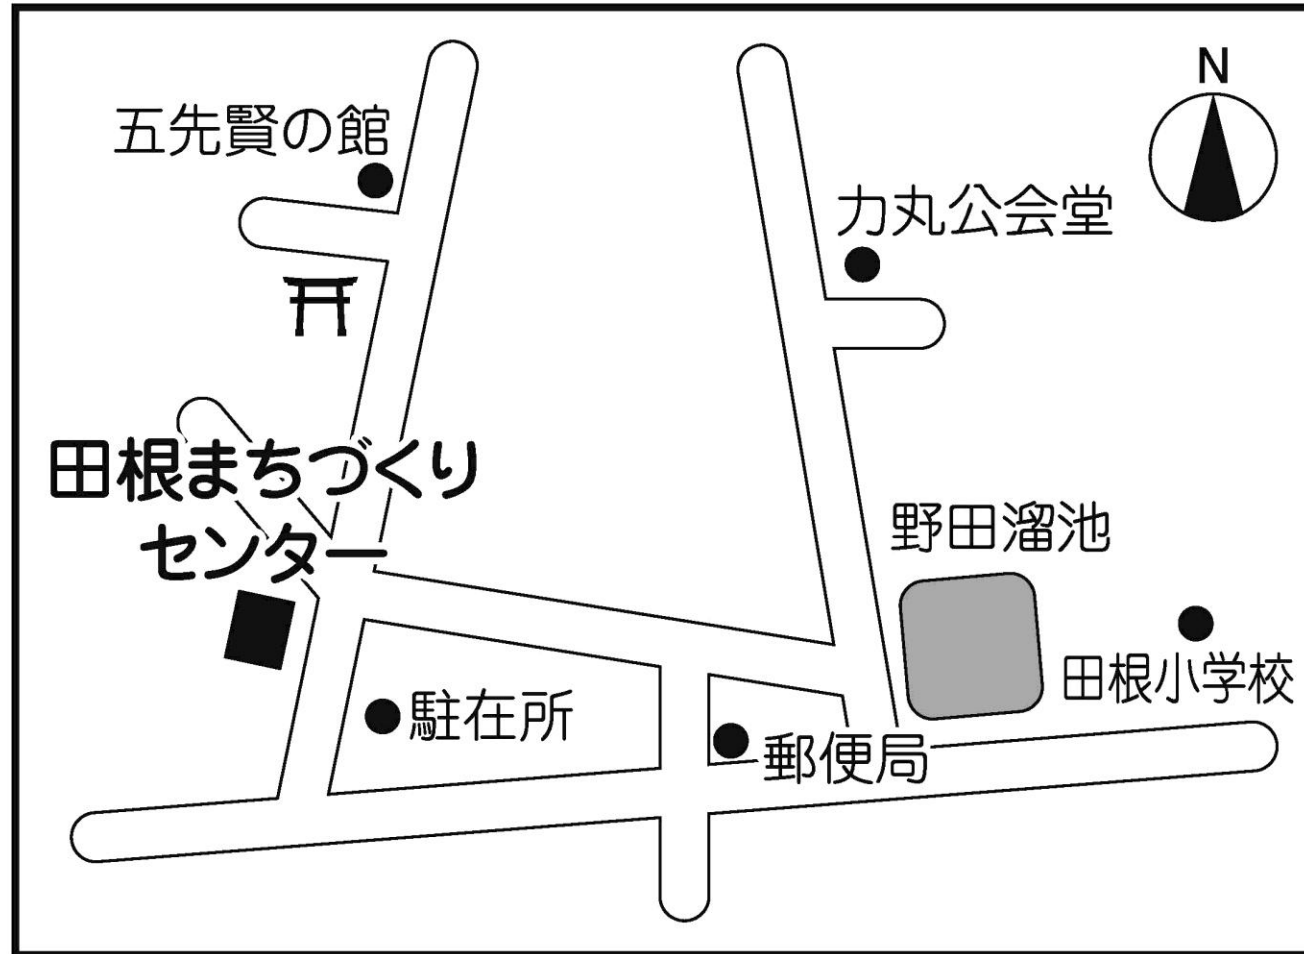 N
五先賢の館
力丸公会堂
田根まちづくり
センター
野田溜池
田根小学校
駐在所
郵便局